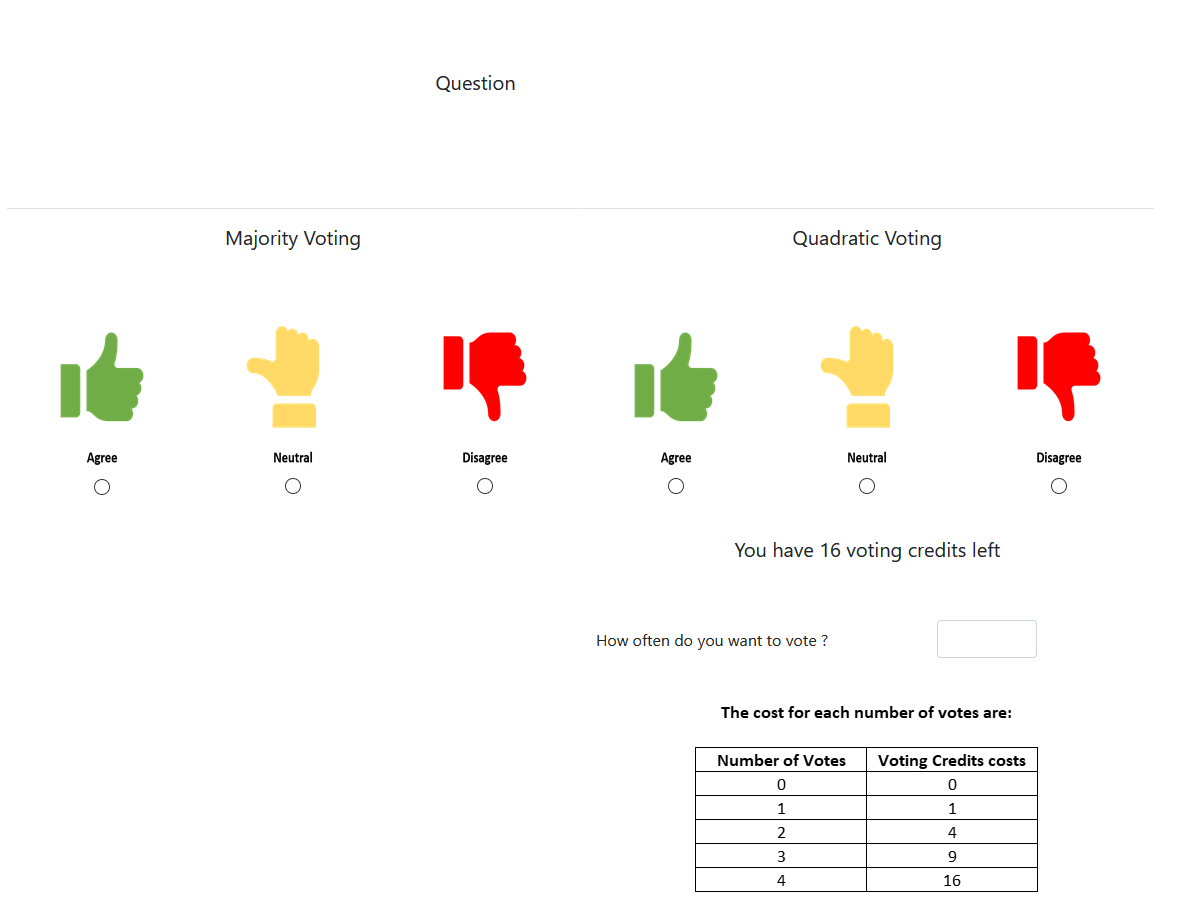 Question
Majority Voting
Agree Neutral Disagree
Quadratic Voting
Agree Neutral Disagree
You have 16 voting credits left
How often do you want to vote ?
The cost for each number of votes are:
Number of Votes Voting Credits costs
0 0
1 1
2 4
3 9
4 16